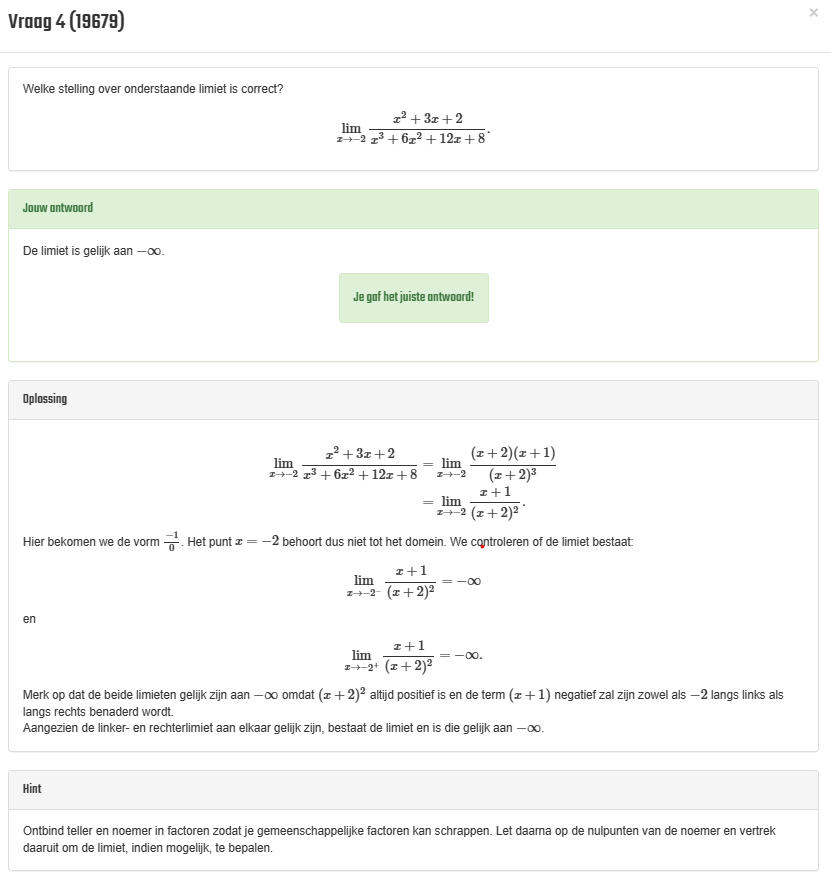 Vraag 4 (19679)
×
Welke stelling over onderstaande limiet is correct?
\lim_{x \to -2} \frac{x^2 + 3x + 2}{x^3 + 6x^2 + 12x + 8}.
Jouw antwoord
De limiet is gelijk aan −∞.
Je gaf het juiste antwoord!
Oplossing
\lim_{x \to -2} \frac{x^2 + 3x + 2}{x^3 + 6x^2 + 12x + 8} = \lim_{x \to -2} \frac{(x + 2)(x + 1)}{(x + 2)^3}
= \lim_{x \to -2} \frac{x + 1}{(x + 2)^2}.
Hier bekomen we de vorm \frac{-1}{0}. Het punt x = −2 behoort dus niet tot het domein. We controleren of de limiet bestaat:
\lim_{x \to -2^-} \frac{x + 1}{(x + 2)^2} = −∞
en
\lim_{x \to -2^+} \frac{x + 1}{(x + 2)^2} = −∞.
Merk op dat de beide limieten gelijk zijn aan −∞ omdat (x + 2)^2 altijd positief is en de term (x + 1) negatief zal zijn zowel als −2 langs links als
langs rechts benaderd wordt.
Aangezien de linker- en rechterlimiet aan elkaar gelijk zijn, bestaat de limiet en is die gelijk aan −∞.
Hint
Ontbind teller en noemer in factoren zodat je gemeenschappelijke factoren kan schrappen. Let daarna op de nulpunten van de noemer en vertrek
daaruit om de limiet, indien mogelijk, te bepalen.